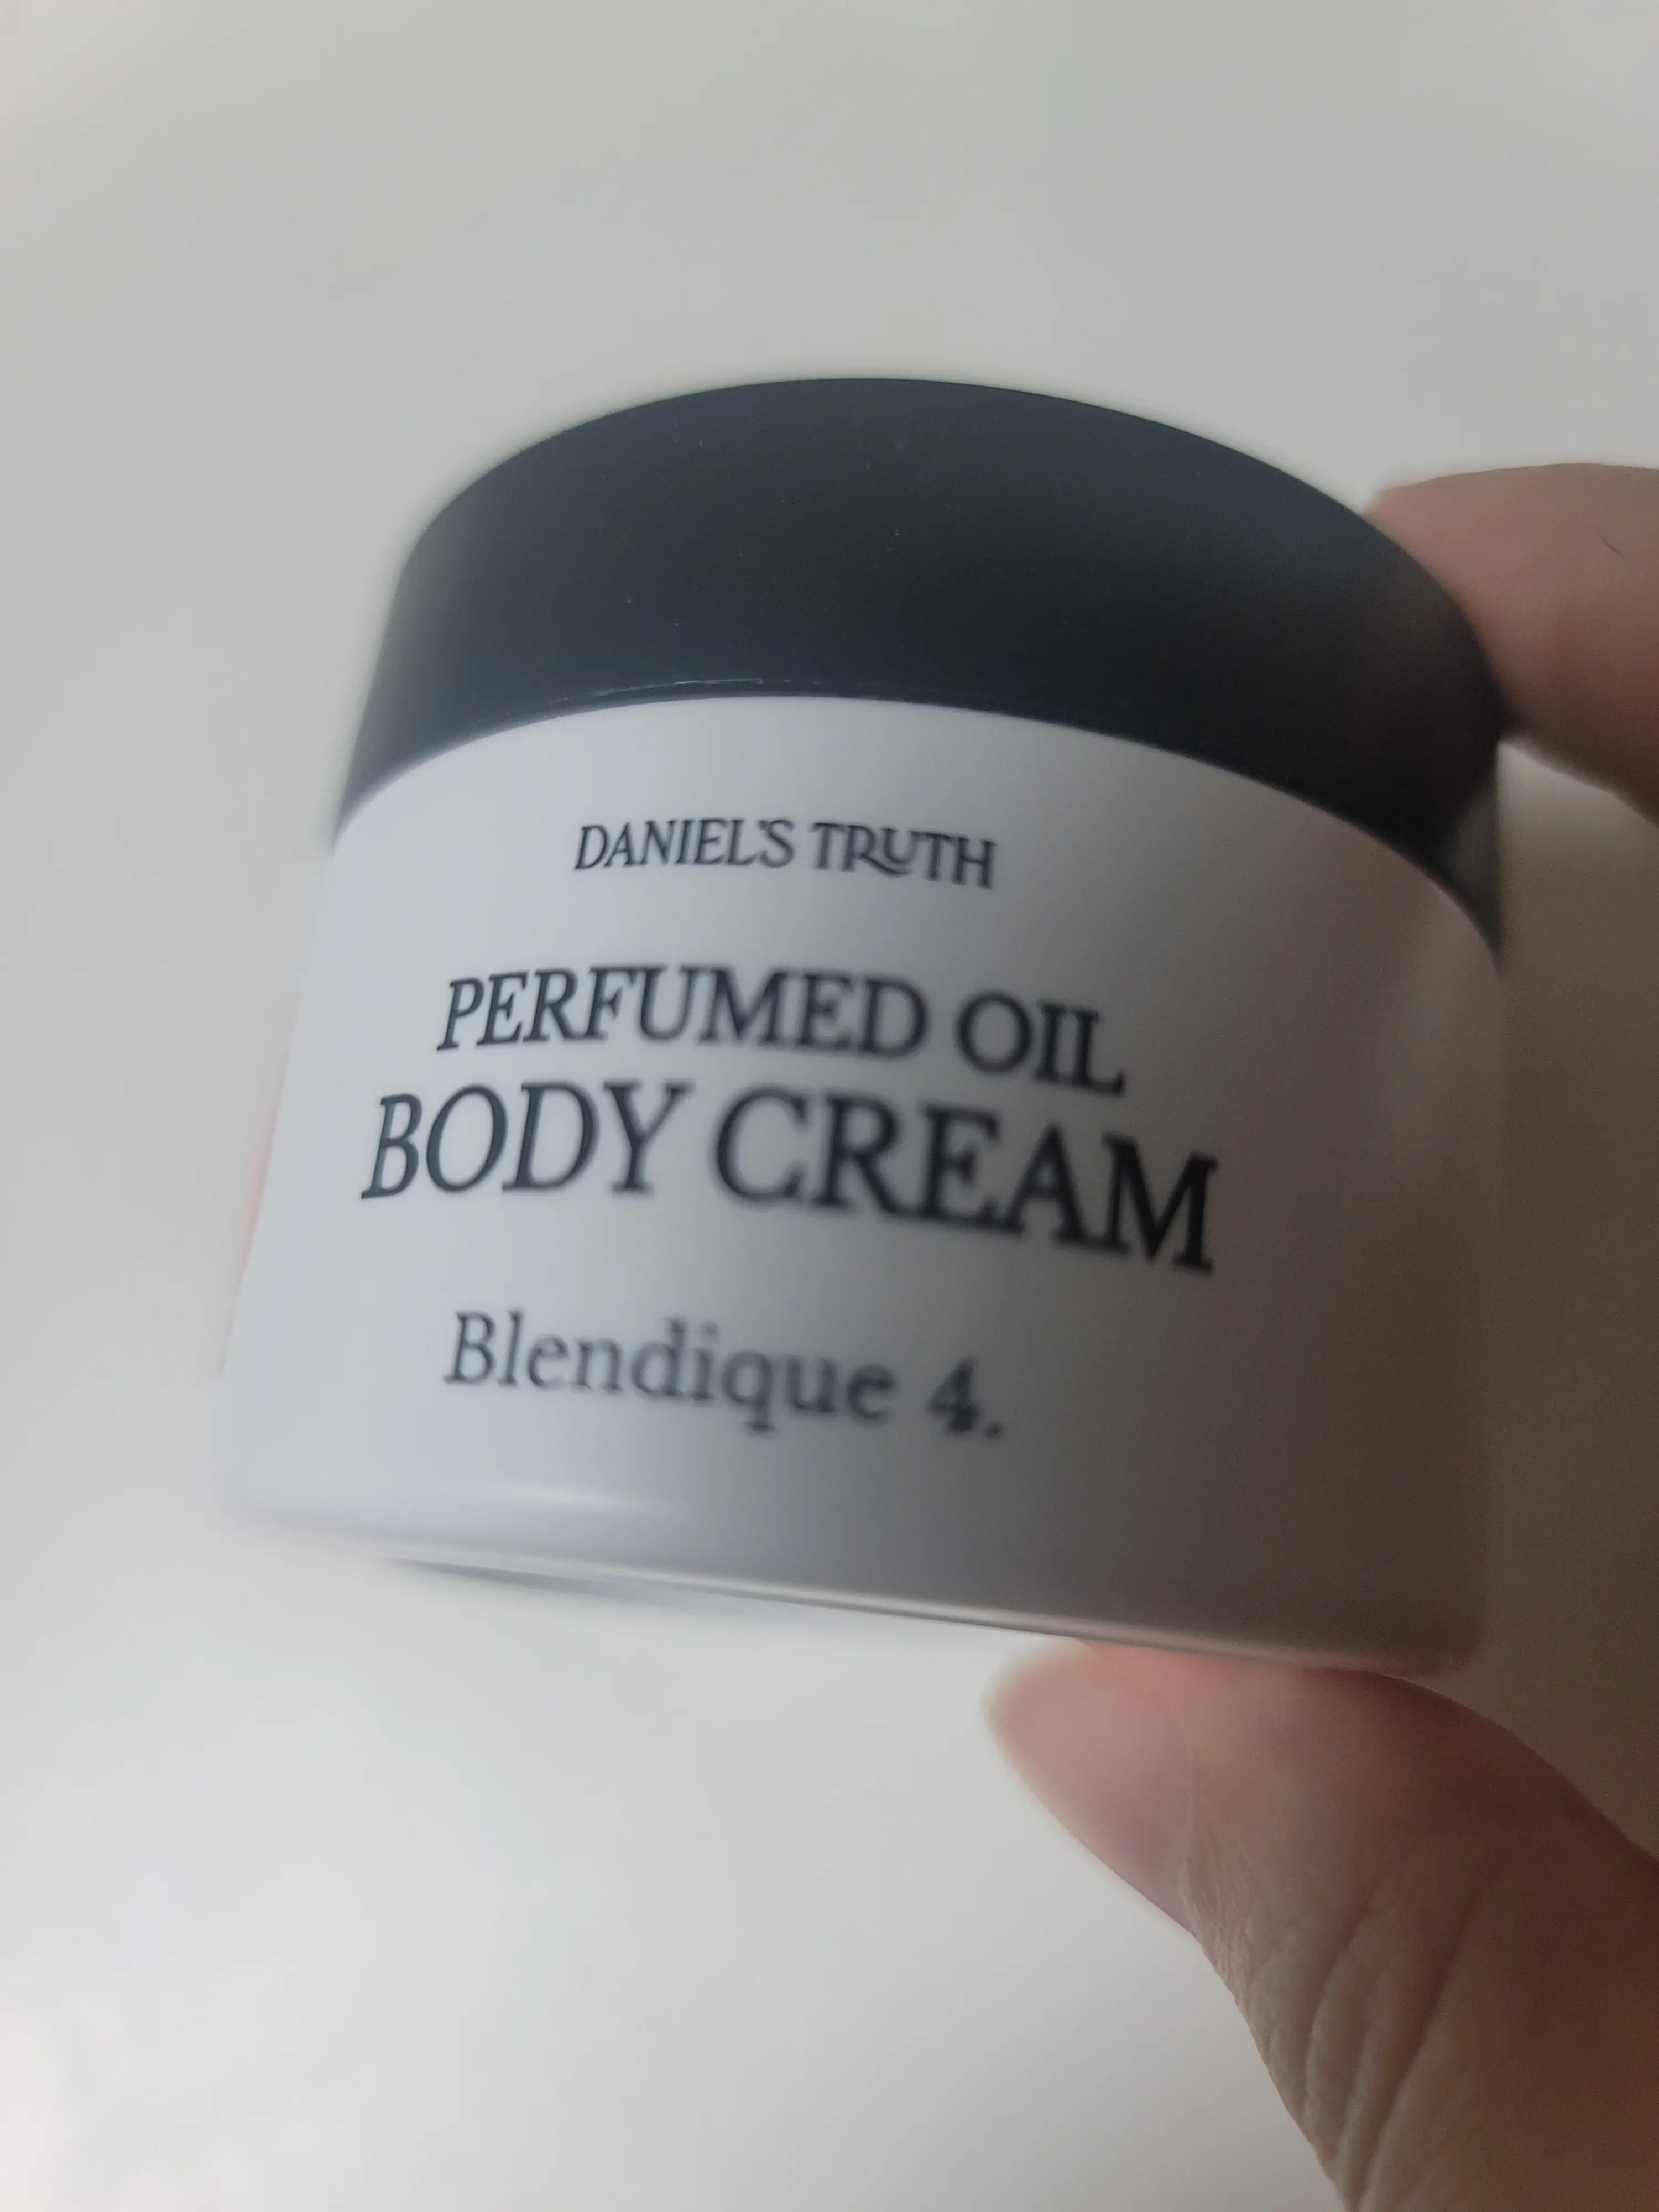 DANIEL'S TRUTH
PERFUMED OIL
BODY CREAM
Blendique 4.